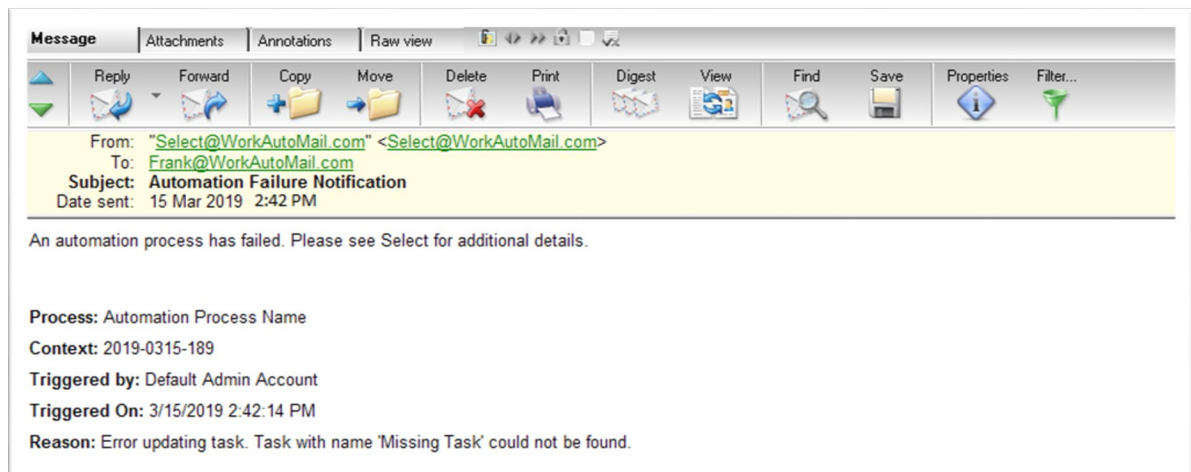 Message Attachments Annotations Raw view
Reply Forward Copy Move Delete Print Digest View Find Save Properties Filter...
From: "Select@WorkAutoMail.com" <Select@WorkAutoMail.com>
To: Frank@WorkAutoMail.com
Subject: Automation Failure Notification
Date sent: 15 Mar 2019 2:42 PM
An automation process has failed. Please see Select for additional details.
Process: Automation Process Name
Context: 2019-0315-189
Triggered by: Default Admin Account
Triggered On: 3/15/2019 2:42:14 PM
Reason: Error updating task. Task with name 'Missing Task' could not be found.